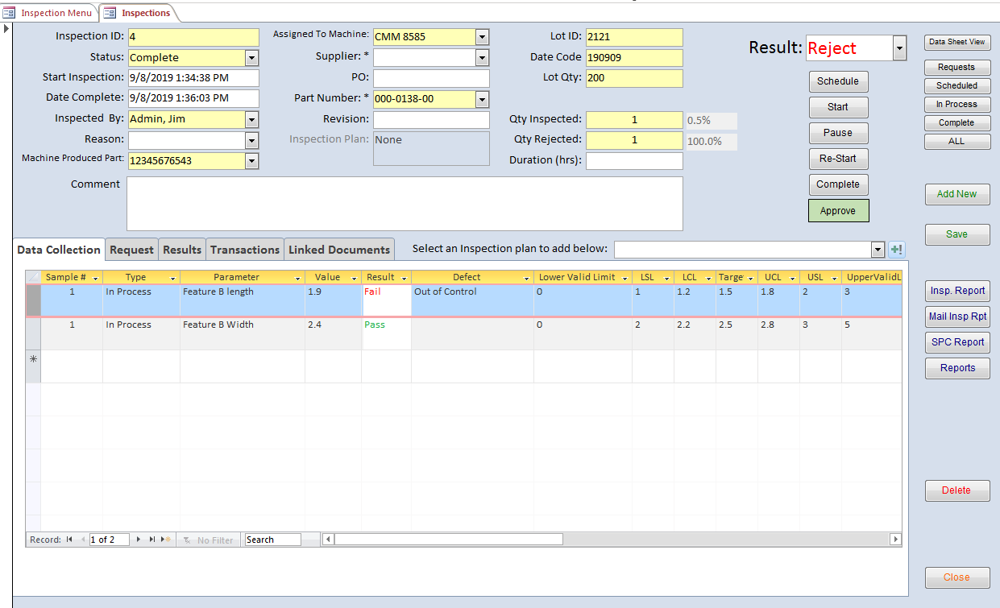 Inspection Menu Inspections
Inspection ID: 4 Assigned To Machine: CMM 8585 Lot ID: 2121 Result: Reject Data Sheet View
Status: Complete Supplier: * Date Code 190909
Start Inspection: 9/8/2019 1:34:38 PM PO: Lot Qty: 200 Schedule Requests
Scheduled
Date Complete: 9/8/2019 1:36:03 PM Part Number: * 000-0138-00 Start In Process
Inspected By: Admin, Jim Revision: Qty Inspected: 1 0.5% Pause Complete
Reason: Inspection Plan: None Qty Rejected: 1 100.0% ALL
Machine Produced Part: 12345676543 Duration (hrs): Re-Start
Comment Complete
Add New
Approve
Save
Data Collection Request Results Transactions Linked Documents Select an Inspection plan to add below:
Sample # Type Parameter Value Result Defect Lower Valid Limit LSL LCL Targe UCL USL UpperValidL
1 In Process Feature B length 1.9 Fail Out of Control 0 1 1.2 1.5 1.8 2 3 Insp. Report
Mail Insp Rpt
1 In Process Feature B Width 2.4 Pass 0 2 2.2 2.5 2.8 3 5
SPC Report
Reports
Delete
Record: 1 of 2 No Filter Search
Close